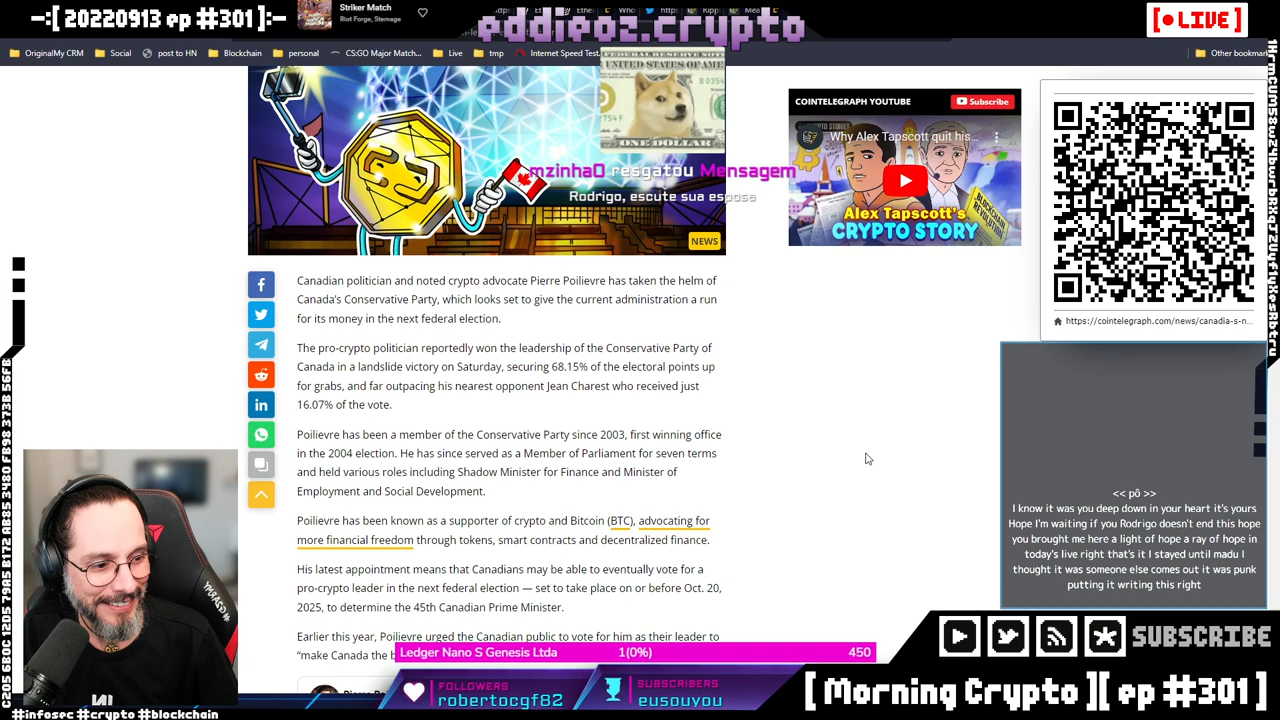 -:[ 20220913 ep #301 ]:-
Striker Match
Riot Forge, Stemage
eddieoz.crypto
[ ● LIVE ]
OriginalMy CRM
Social
post to HN
Blockchain
personal
CS:GO Major Match...
Live
tmp
Internet Speed Test.
Other bookmar
FEDERAL RESERVE NOTE
UNITED STATES OF AME
ONE DOLLAR
mzinha0 resgatou Mensagem
Rodrigo, escute sua esposa
NEWS
COINTELEGRAPH YOUTUBE
Subscribe
Why Alex Tapscott quit his...
ALEX TAPSCOTT'S
CRYPTO STORY
https://cointelegraph.com/news/canadia-s-n...
Canadian politician and noted crypto advocate Pierre Poilievre has taken the helm of
Canada's Conservative Party, which looks set to give the current administration a run
for its money in the next federal election.
The pro-crypto politician reportedly won the leadership of the Conservative Party of
Canada in a landslide victory on Saturday, securing 68.15% of the electoral points up
for grabs, and far outpacing his nearest opponent Jean Charest who received just
16.07% of the vote.
Poilievre has been a member of the Conservative Party since 2003, first winning office
in the 2004 election. He has since served as a Member of Parliament for seven terms
and held various roles including Shadow Minister for Finance and Minister of
Employment and Social Development.
Poilievre has been known as a supporter of crypto and Bitcoin (BTC), advocating for
more financial freedom through tokens, smart contracts and decentralized finance.
His latest appointment means that Canadians may be able to eventually vote for a
pro-crypto leader in the next federal election — set to take place on or before Oct. 20,
2025, to determine the 45th Canadian Prime Minister.
Earlier this year, Poilievre urged the Canadian public to vote for him as their leader to
"make Canada the b
<< pô >>
I know it was you deep down in your heart it's yours
Hope I'm waiting if you Rodrigo doesn't end this hope
you brought me here a light of hope a ray of hope in
today's live right that's it I stayed until madu I
thought it was someone else comes out it was punk
putting it writing this right
Ledger Nano S Genesis Ltda 1(0%) 450
FOLLOWERS
robertocgf82
SUBSCRIBERS
eusouyou
SUBSCRIBE
[ Morning Crypto ][ ep #301 ]
#infosec #crypto #blockchain